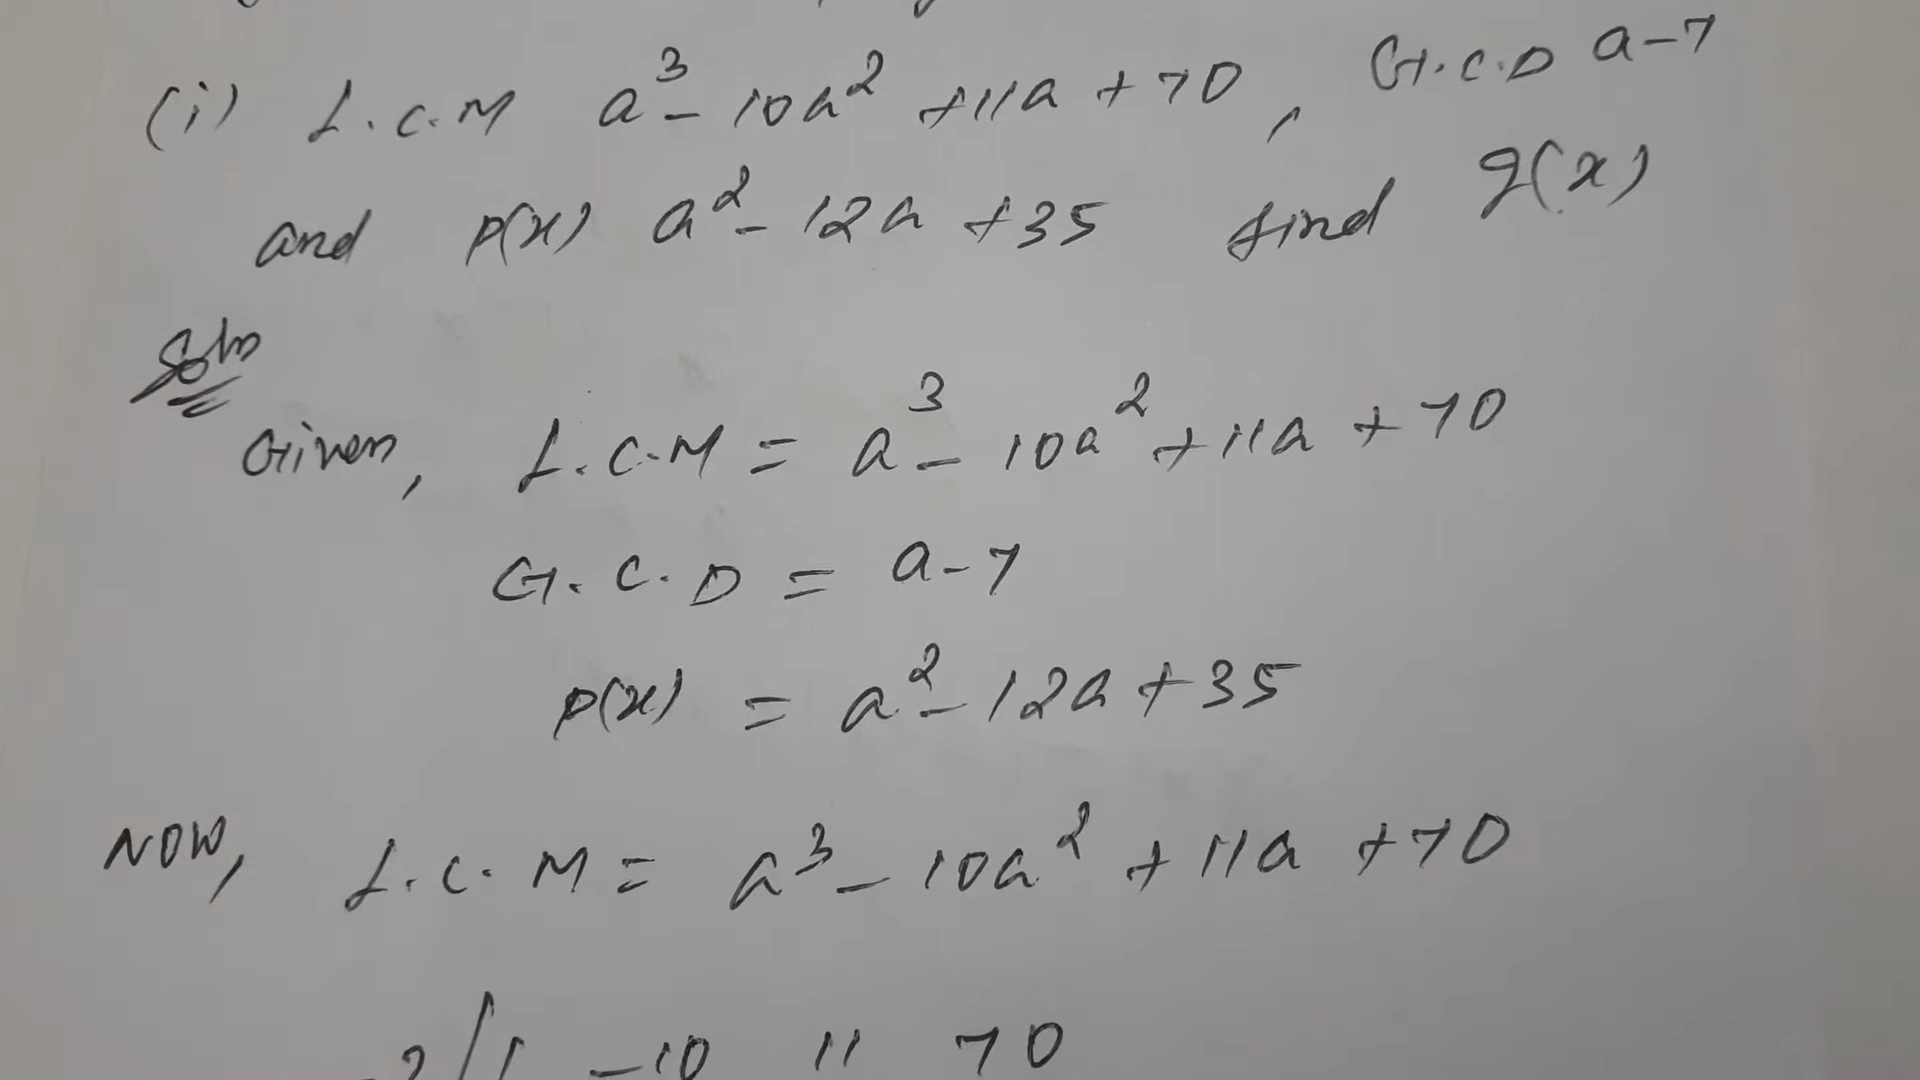 (i) L.C.M a³ - 10a² + 11a + 70, G.C.D a-7
and p(x) a² - 12a + 35 find q(x)
Soln
Given, L.C.M = a³ - 10a² + 11a + 70
G.C.D = a-7
p(x) = a² - 12a + 35
Now, L.C.M = a³ - 10a² + 11a + 70
1 -10 11 70